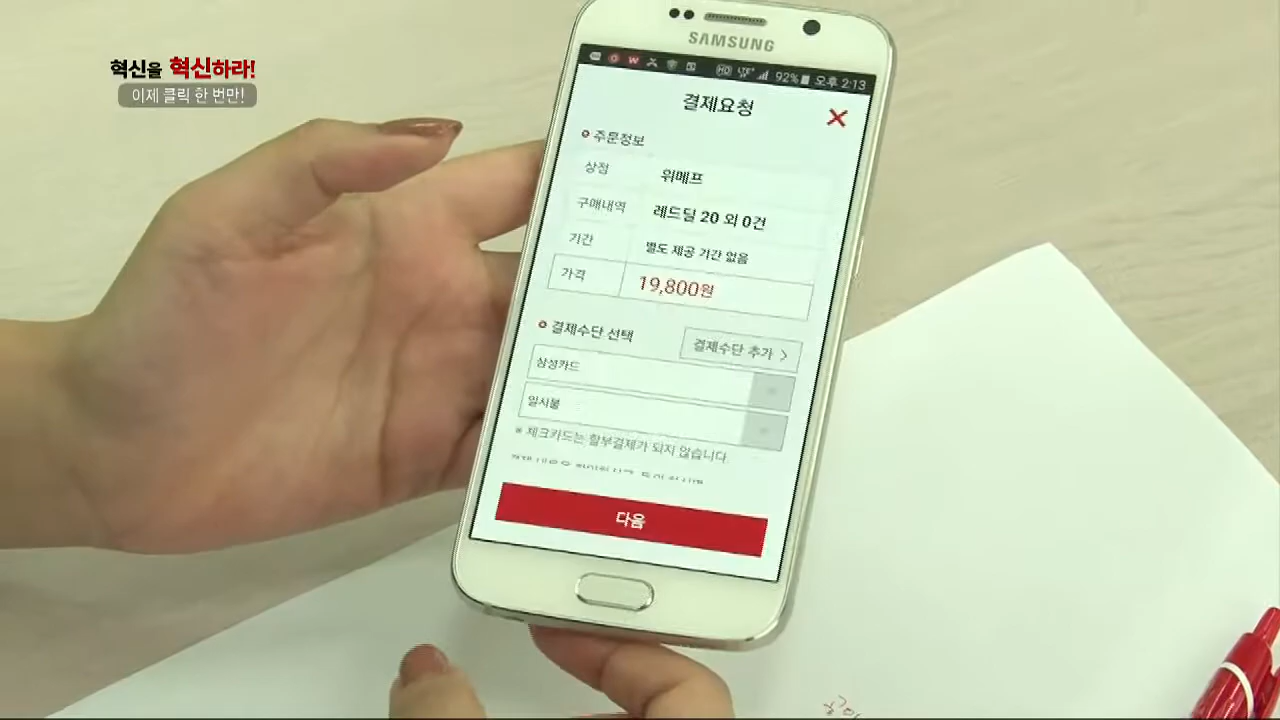 혁신을 혁신하라!
이제 클릭 한 번만!
SAMSUNG
92% 오후 2:13
결제요청
주문정보
상점 위메프
구매내역 레드딜 20 외 0건
기간 별도 제공 기간 없음
가격 19,800원
결제수단 선택 결제수단 추가 >
삼성카드
일시불
* 체크카드는 할부결제가 되지 않습니다.
다음